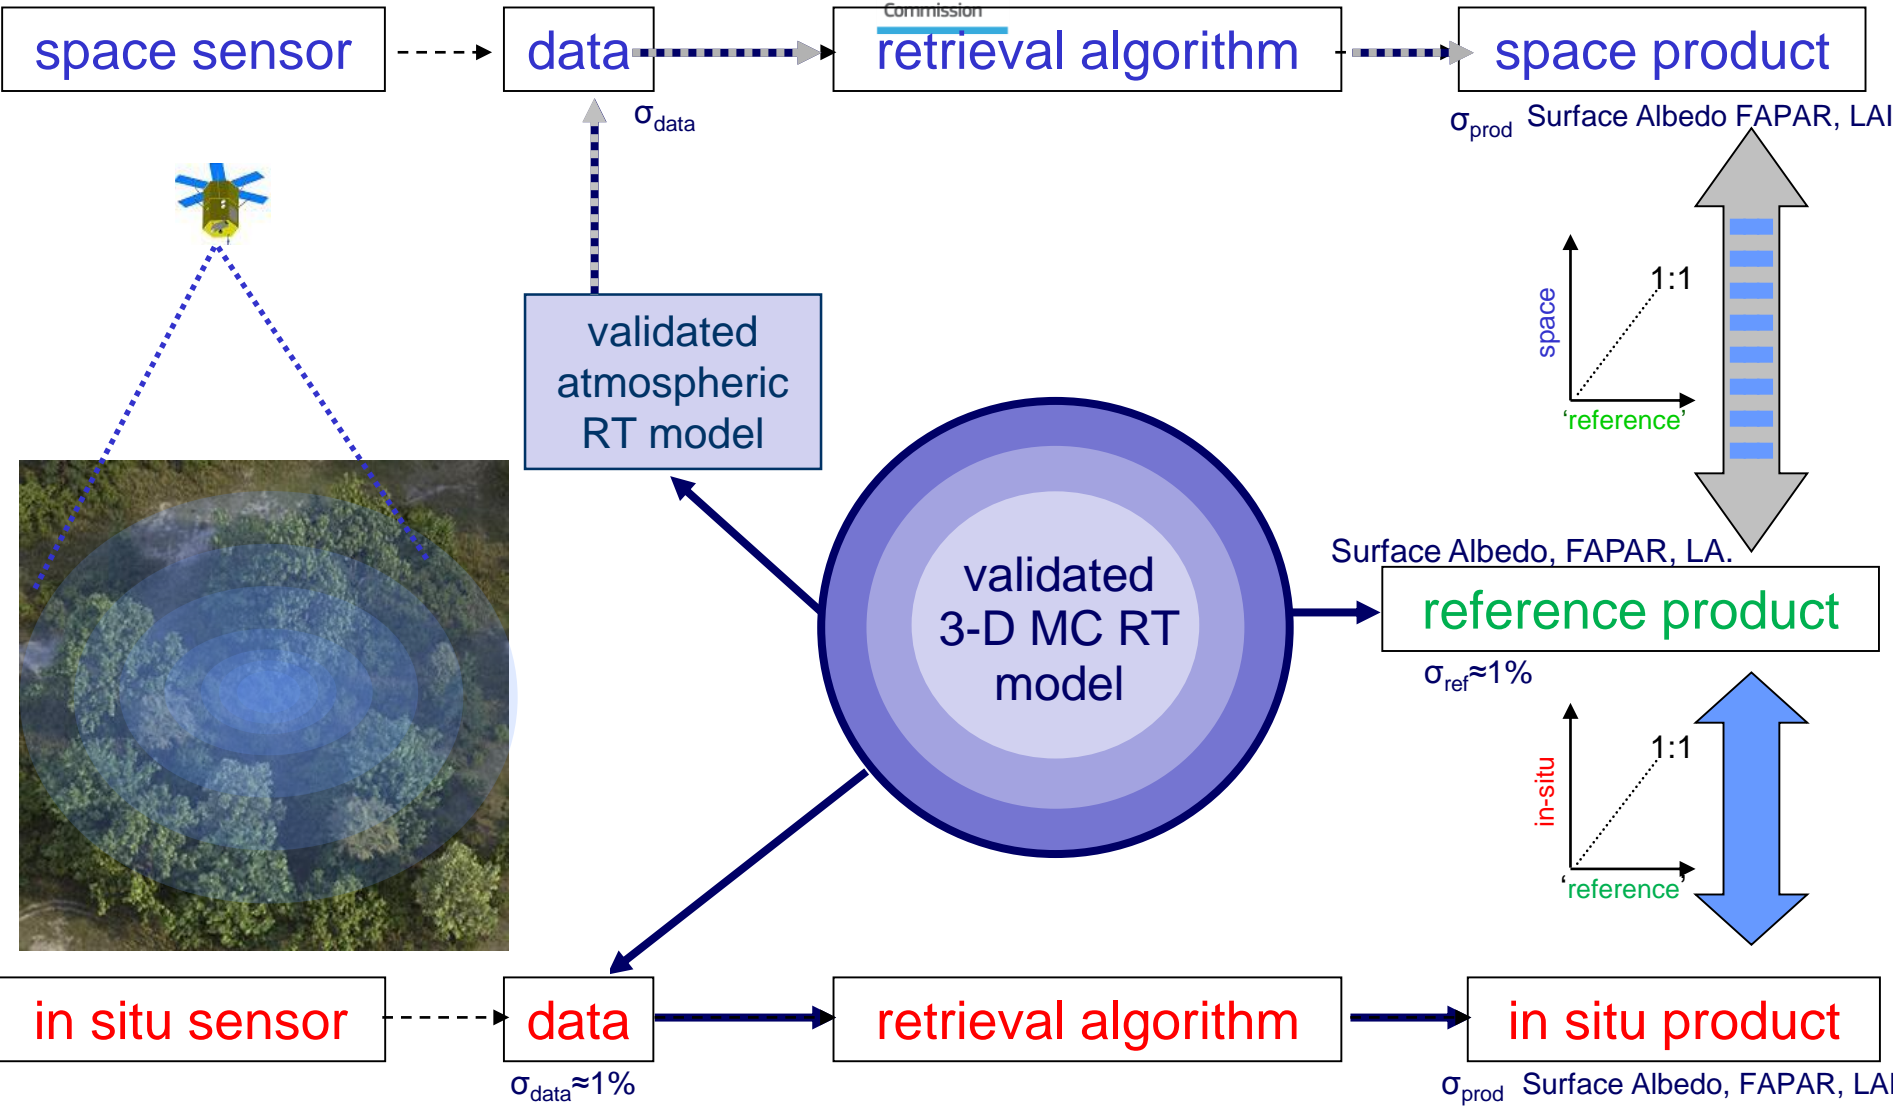 Commission
space sensor
data
retrieval algorithm
space product
σdata
σprod
Surface Albedo FAPAR, LAI
validated
atmospheric
RT model
space
1:1
‘reference’
validated
3-D MC RT
model
Surface Albedo, FAPAR, LA.
reference product
σref≈1%
in-situ
1:1
‘reference’
in situ sensor
data
retrieval algorithm
in situ product
σdata≈1%
σprod
Surface Albedo, FAPAR, LAI